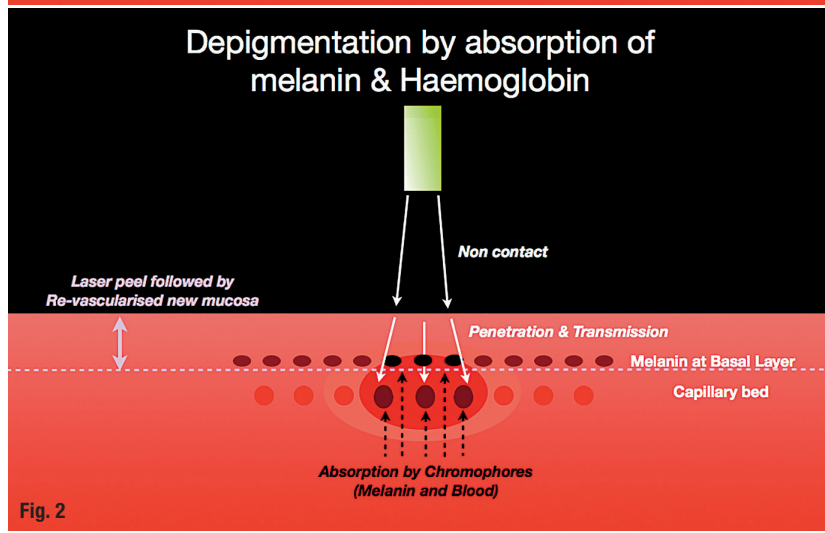 Depigmentation by absorption of
melanin & Haemoglobin
Non contact
Laser peel followed by
Re-vascularised new mucosa
Penetration & Transmission
Melanin at Basal Layer
Capillary bed
Absorption by Chromophores
(Melanin and Blood)
Fig. 2